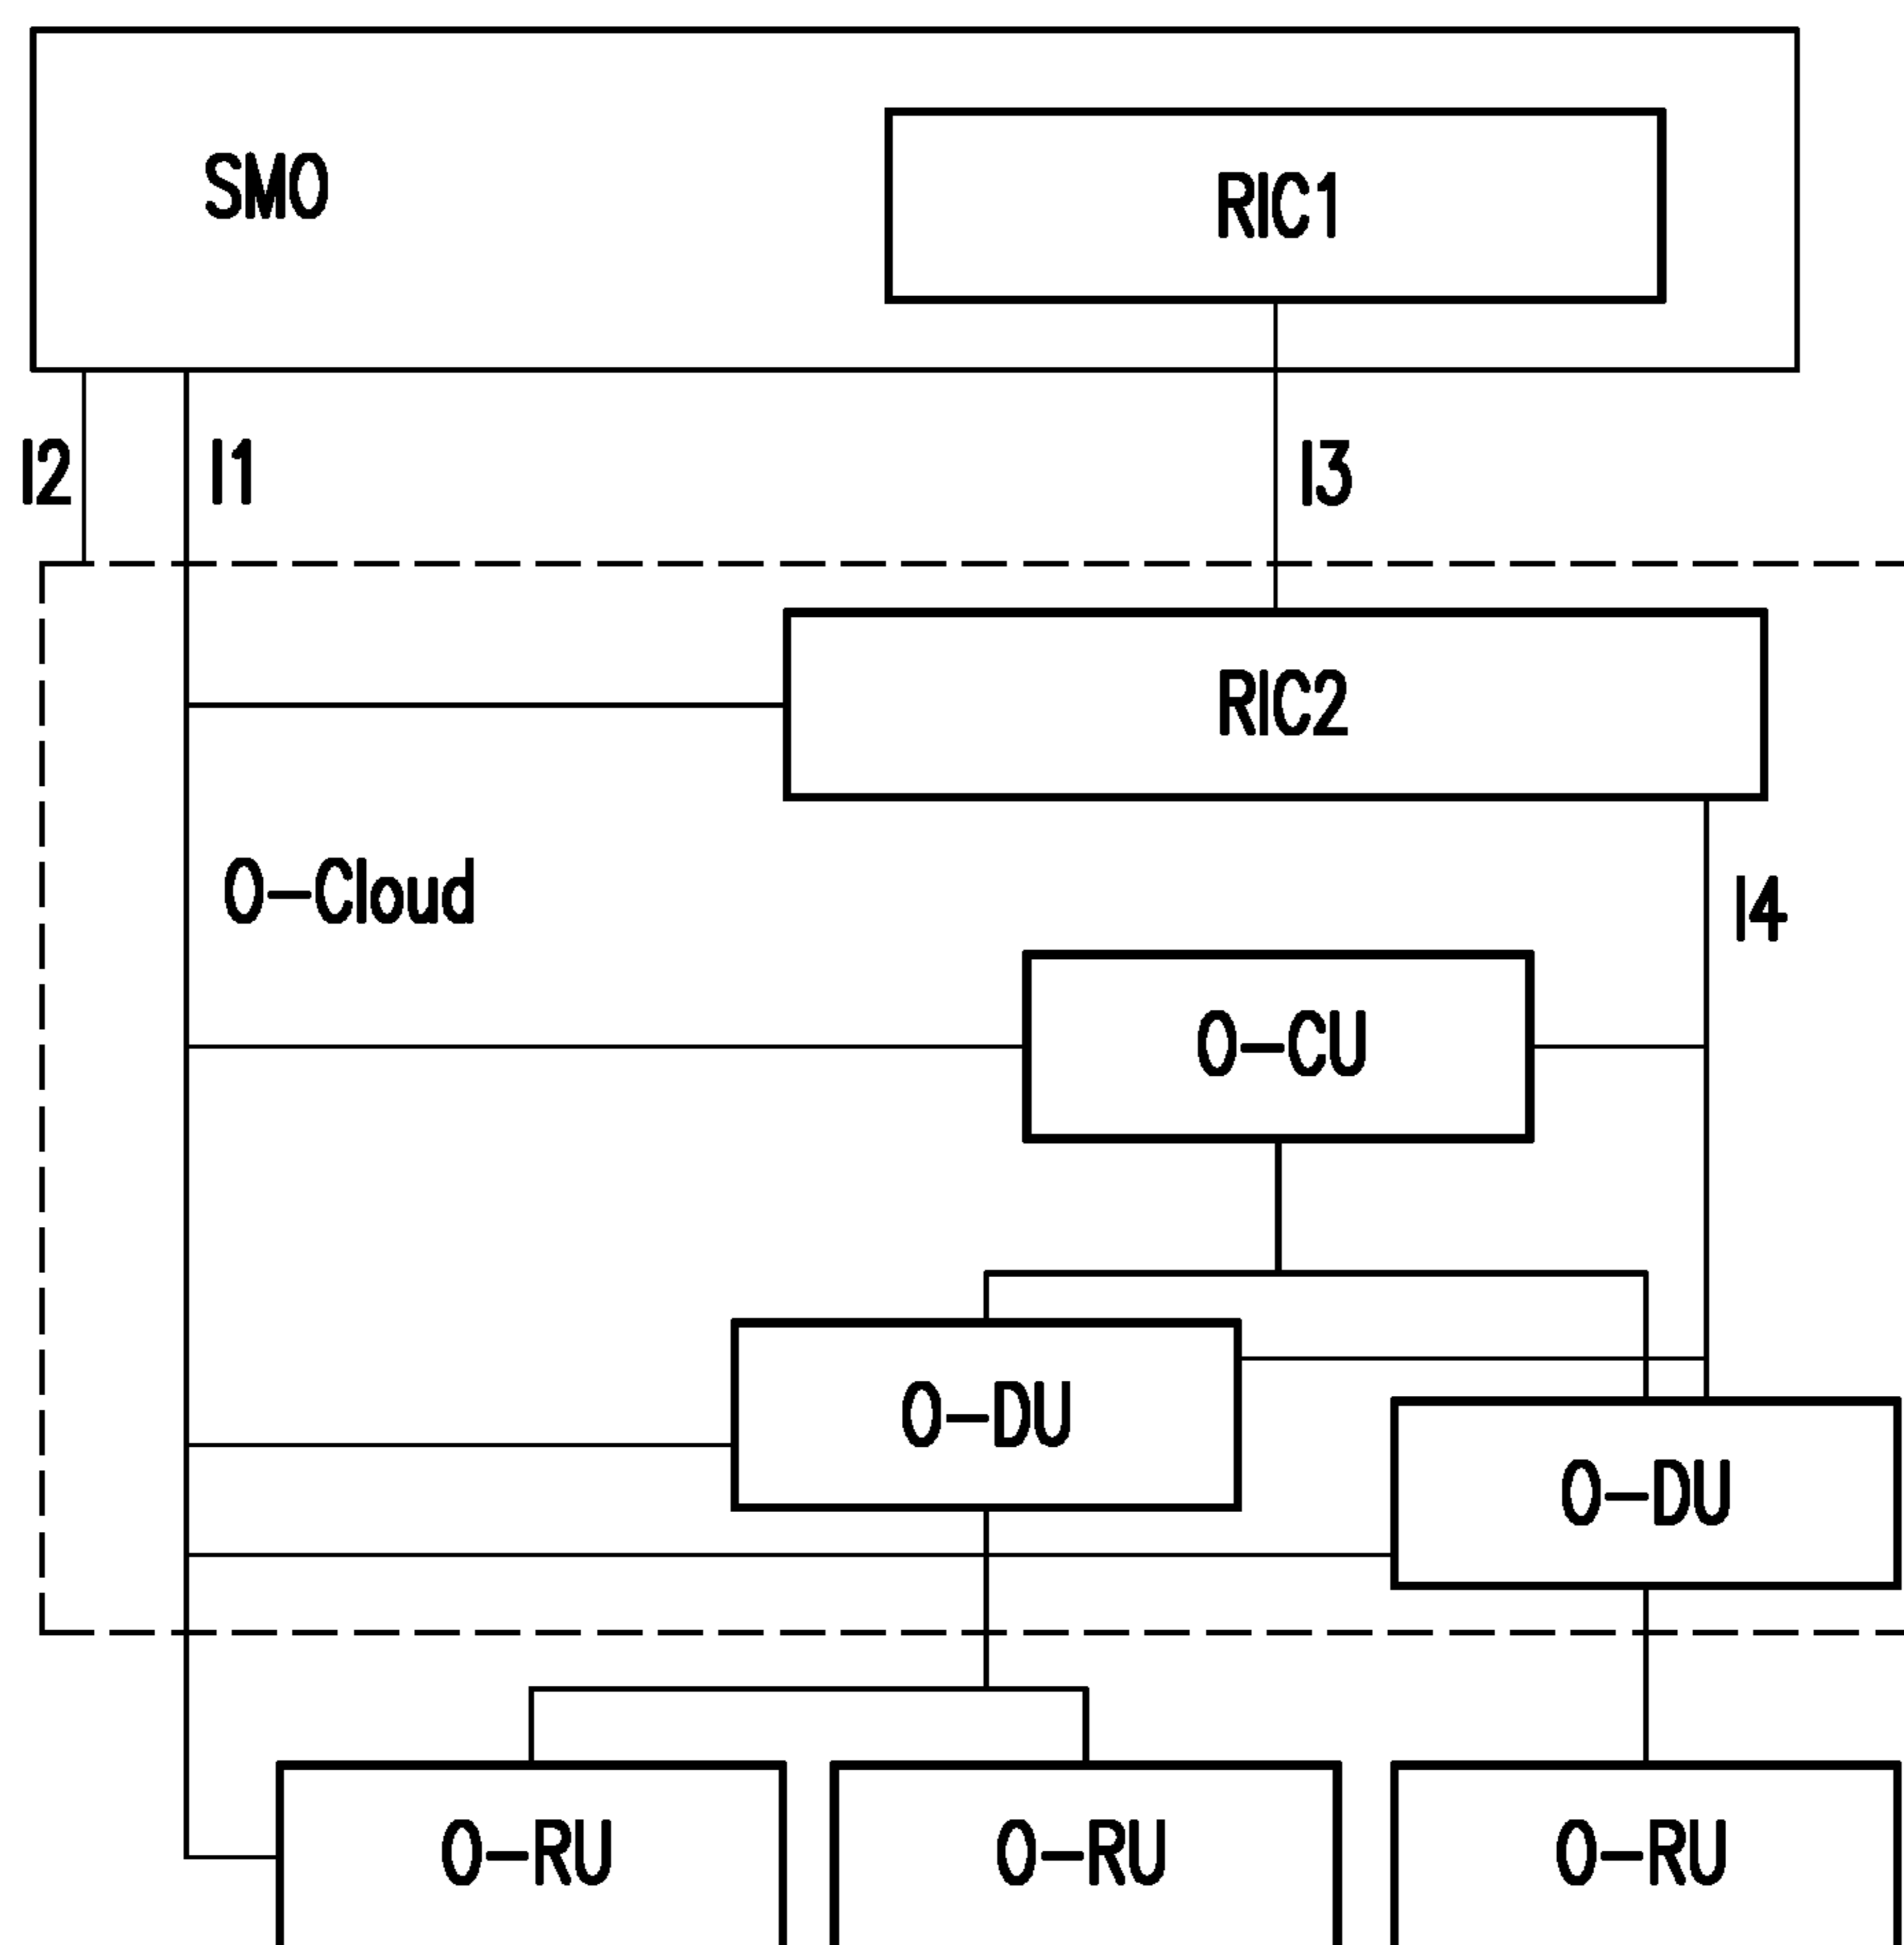 SMO
RIC1
I2
I1
I3
RIC2
O-Cloud
I4
O-CU
O-DU
O-DU
O-RU
O-RU
O-RU